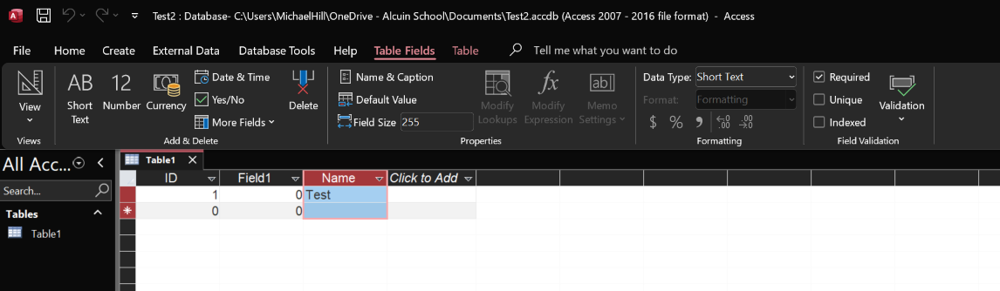 Test2 : Database- C:\Users\MichaelHill\OneDrive - Alcuin School\Documents\Test2.accdb (Access 2007 - 2016 file format) - Access
File Home Create External Data Database Tools Help Table Fields Table Tell me what you want to do
AB 12 Date & Time Name & Caption Data Type: Short Text Required
View Short Number Currency Yes/No Delete Default Value Modify Modify Memo Format: Formatting Unique Validation
Text More Fields Field Size 255 Lookups Expression Settings $ % , Indexed
Views Add & Delete Properties Formatting Field Validation
All Acc... Table1
ID Field1 Name Click to Add
Search... 1 0 Test
Tables 0 0
Table1